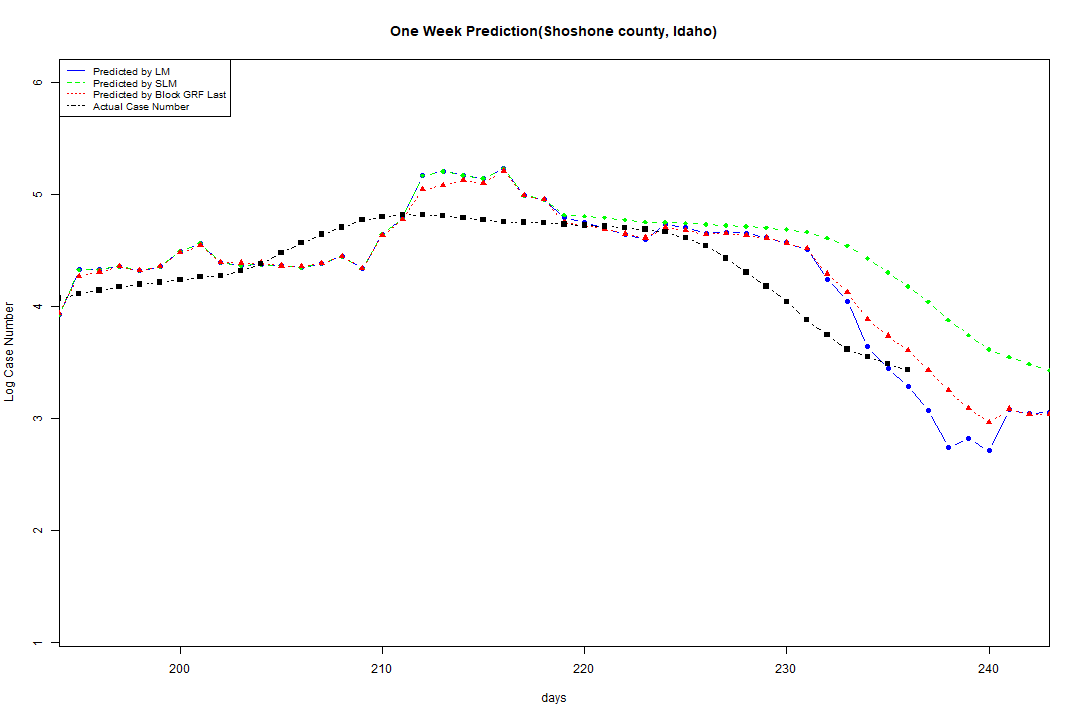 One Week Prediction(Shoshone county, Idaho)
Predicted by LM
Predicted by SLM
Predicted by Block GRF Last
Actual Case Number
6
5
4
3
2
1
Log Case Number
200 210 220 230 240
days